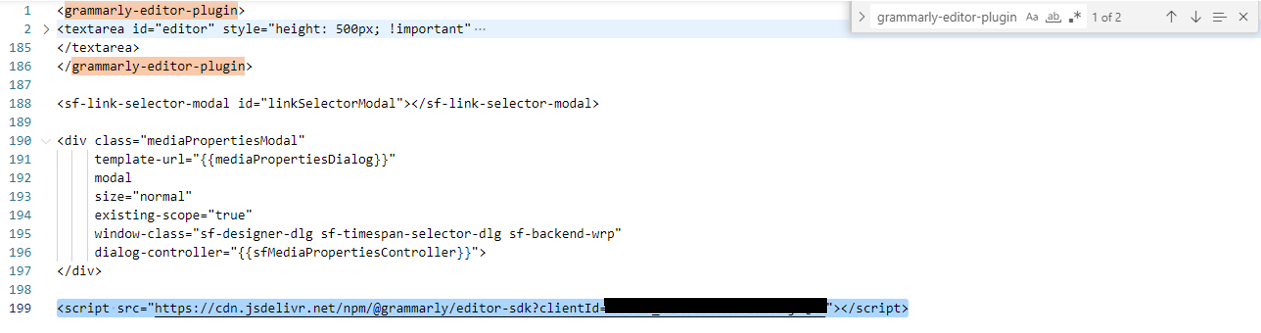 grammarly-editor-plugin Aa ab .* 1 of 2
1 <grammarly-editor-plugin>
2 <textarea id="editor" style="height: 500px; !important"…
185 </textarea>
186 </grammarly-editor-plugin>
187
188 <sf-link-selector-modal id="linkSelectorModal"></sf-link-selector-modal>
189
190 <div class="mediaPropertiesModal"
191 template-url="{{mediaPropertiesDialog}}"
192 modal
193 size="normal"
194 existing-scope="true"
195 window-class="sf-designer-dlg sf-timespan-selector-dlg sf-backend-wrp"
196 dialog-controller="{{sfMediaPropertiesController}}">
197 </div>
198
199 <script src="https://cdn.jsdelivr.net/npm/@grammarly/editor-sdk?clientId= "></script>